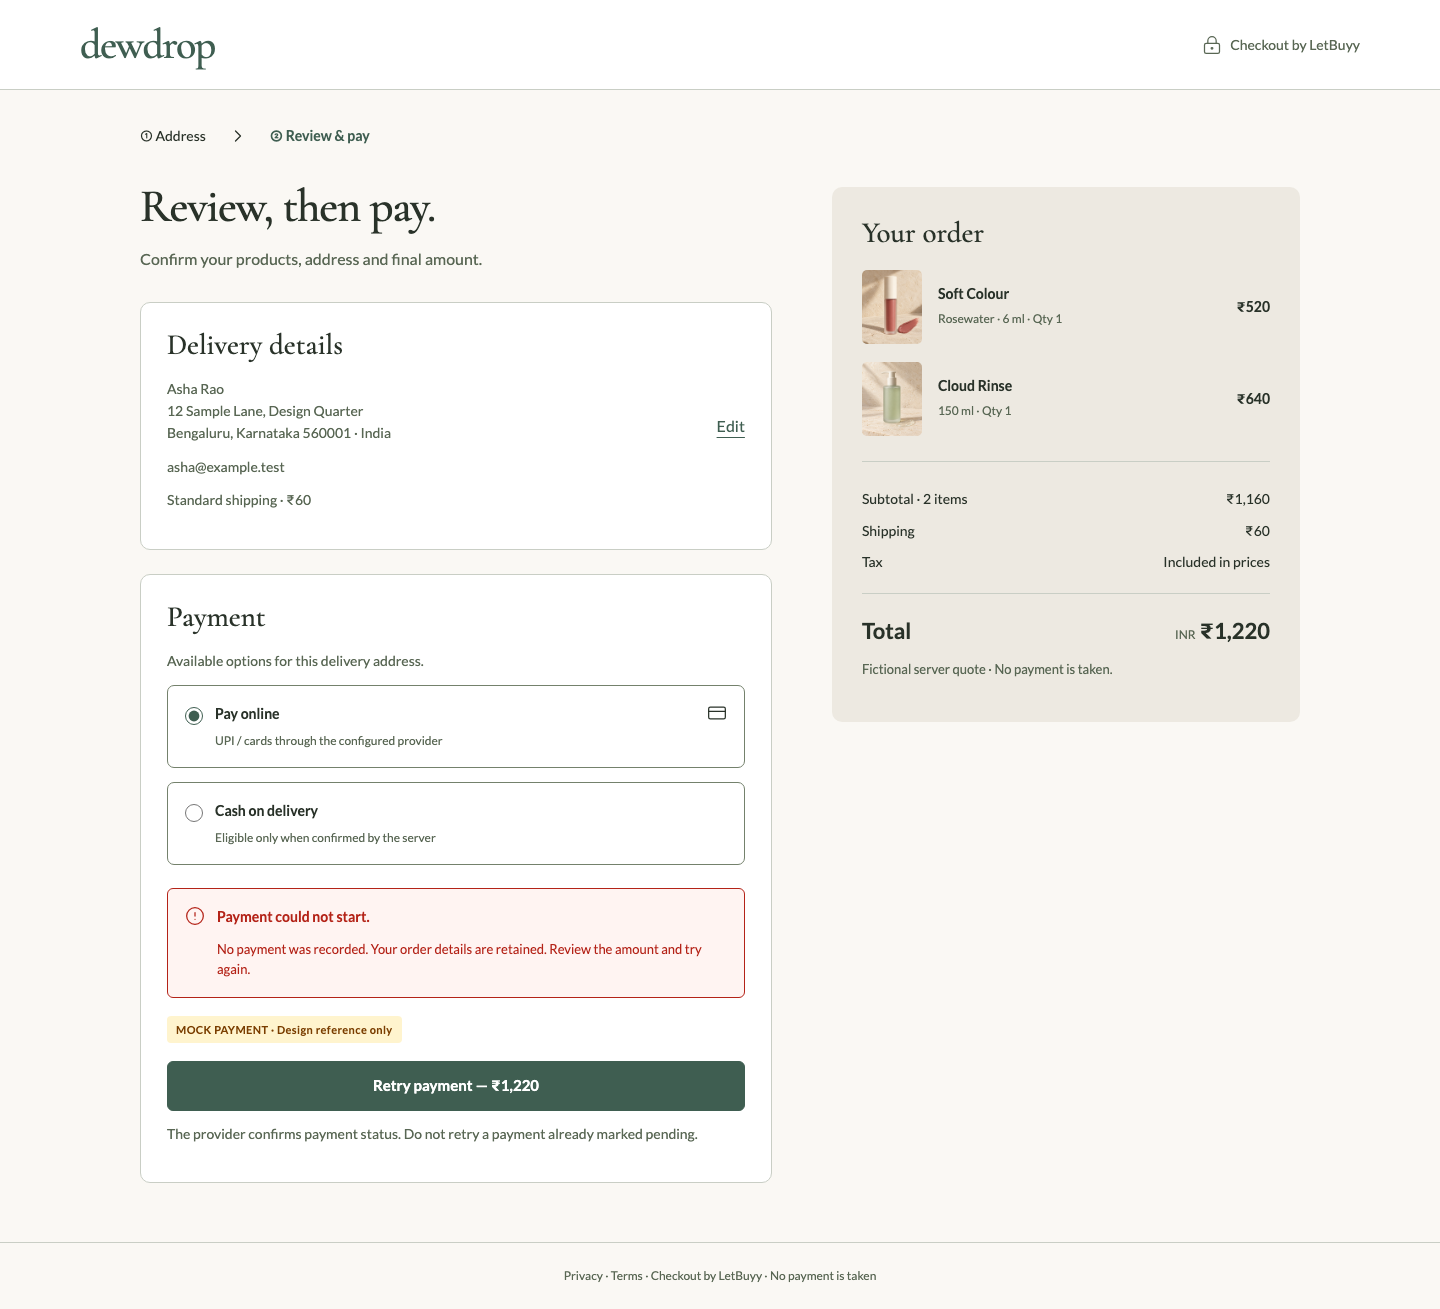 dewdrop
Checkout by LetBuyy
① Address
② Review & pay
Review, then pay.
Confirm your products, address and final amount.
Delivery details
Asha Rao
12 Sample Lane, Design Quarter
Bengaluru, Karnataka 560001 · India
Edit
asha@example.test
Standard shipping · ₹60
Payment
Available options for this delivery address.
Pay online
UPI / cards through the configured provider
Cash on delivery
Eligible only when confirmed by the server
Payment could not start.
No payment was recorded. Your order details are retained. Review the amount and try
again.
MOCK PAYMENT · Design reference only
Retry payment — ₹1,220
The provider confirms payment status. Do not retry a payment already marked pending.
Your order
Soft Colour
Rosewater · 6 ml · Qty 1
₹520
Cloud Rinse
150 ml · Qty 1
₹640
Subtotal · 2 items ₹1,160
Shipping ₹60
Tax Included in prices
Total INR ₹1,220
Fictional server quote · No payment is taken.
Privacy · Terms · Checkout by LetBuyy · No payment is taken